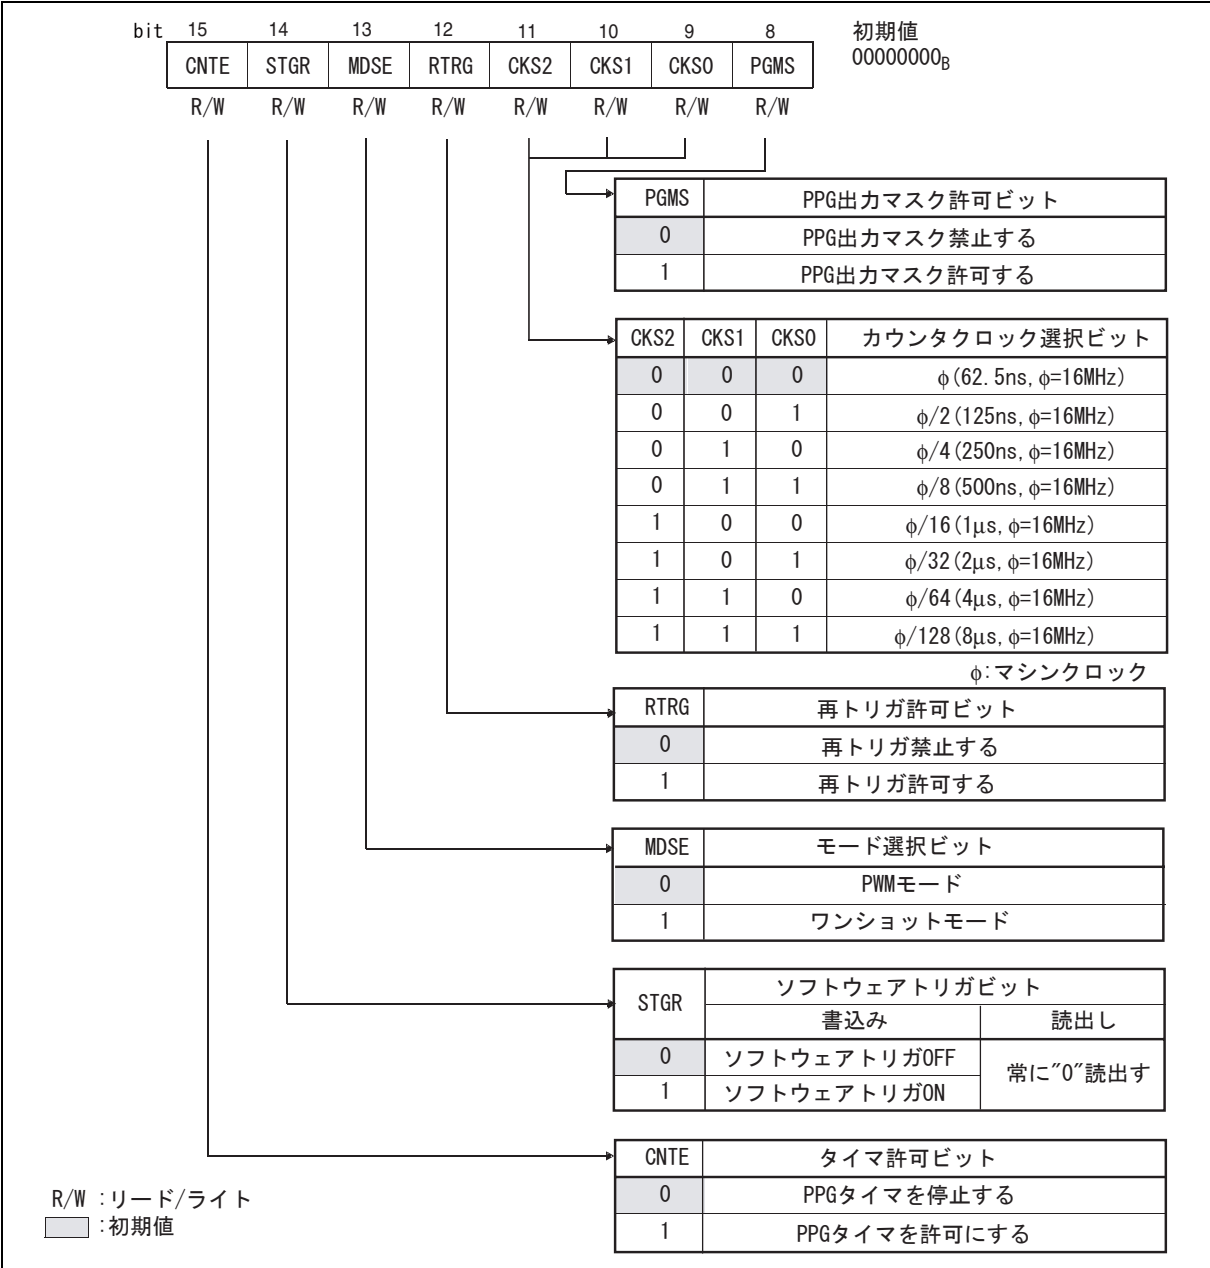 bit 15 14 13 12 11 10 9 8 初期値
CNTE STGR MDSE RTRG CKS2 CKS1 CKS0 PGMS 00000000B
R/W R/W R/W R/W R/W R/W R/W R/W
PGMS PPG出力マスク許可ビット
0 PPG出力マスク禁止する
1 PPG出力マスク許可する
CKS2 CKS1 CKS0 カウンタクロック選択ビット
0 0 0 φ(62.5ns,φ=16MHz)
0 0 1 φ/2(125ns,φ=16MHz)
0 1 0 φ/4(250ns,φ=16MHz)
0 1 1 φ/8(500ns,φ=16MHz)
1 0 0 φ/16(1μs,φ=16MHz)
1 0 1 φ/32(2μs,φ=16MHz)
1 1 0 φ/64(4μs,φ=16MHz)
1 1 1 φ/128(8μs,φ=16MHz)
φ:マシンクロック
RTRG 再トリガ許可ビット
0 再トリガ禁止する
1 再トリガ許可する
MDSE モード選択ビット
0 PWMモード
1 ワンショットモード
STGR ソフトウェアトリガビット
書込み 読出し
0 ソフトウェアトリガOFF 常に"0"読出す
1 ソフトウェアトリガON
CNTE タイマ許可ビット
0 PPGタイマを停止する
1 PPGタイマを許可にする
R/W :リード/ライト
:初期値